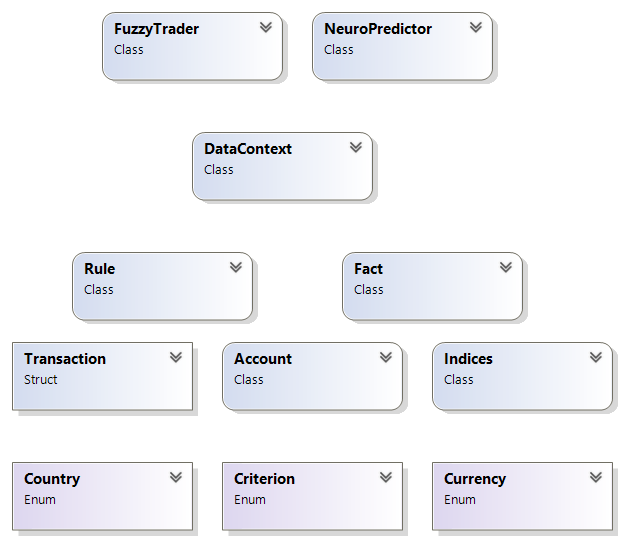 FuzzyTrader
Class
NeuroPredictor
Class
DataContext
Class
Rule
Class
Fact
Class
Transaction
Struct
Account
Class
Indices
Class
Country
Enum
Criterion
Enum
Currency
Enum